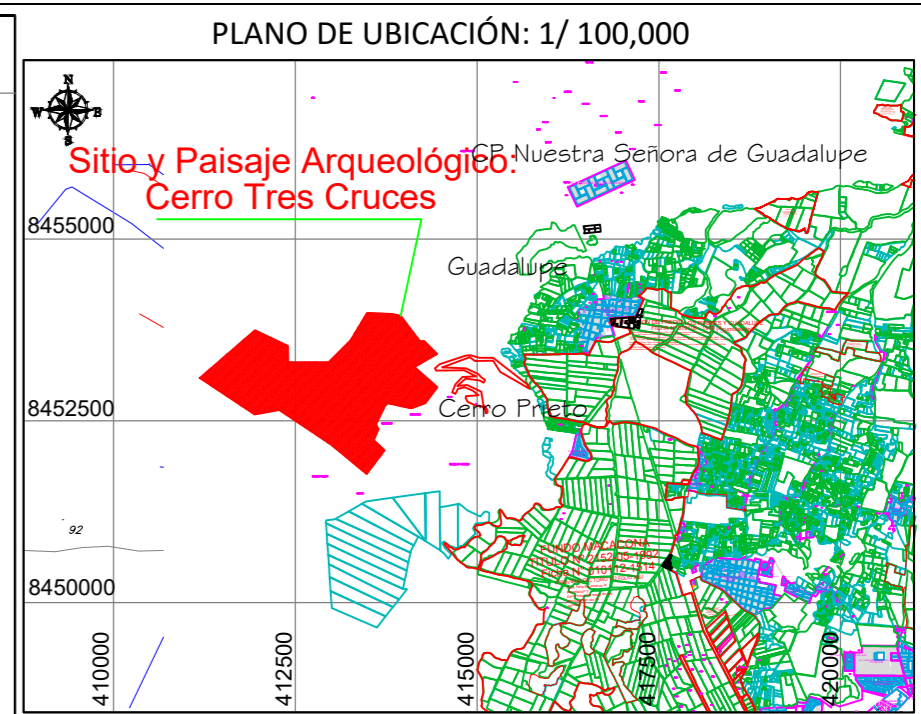 PLANO DE UBICACIÓN: 1/ 100,000
N
W E
S
Sitio y Paisaje Arqueológico:
Cerro Tres Cruces
CP Nuestra Señora de Guadalupe
8455000
Guadalupe
8452500
Cerro Prieto
92
FUNDO MACACONA
8450000
410000
412500
415000
417500
420000